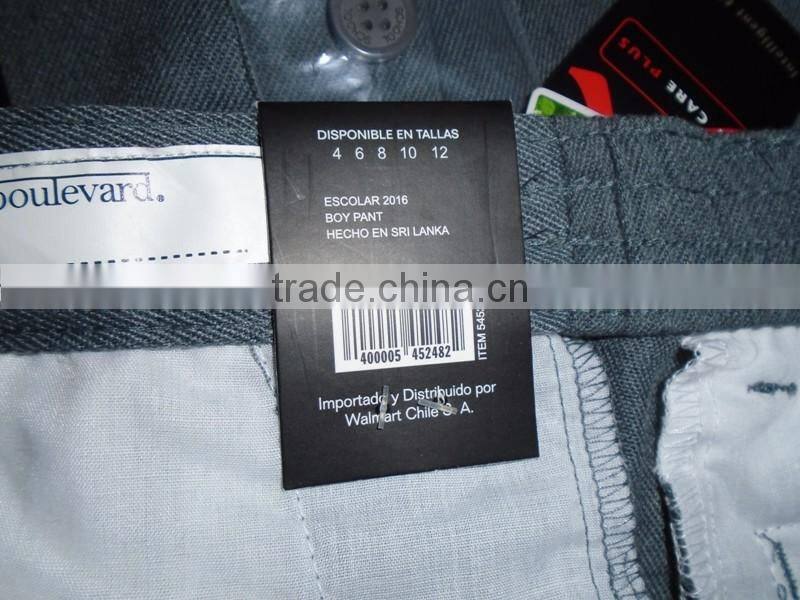 CARE PLUS
Intelligent
DISPONIBLE EN TALLAS
4 6 8 10 12
boulevard®
ESCOLAR 2016
BOY PANT
HECHO EN SRI LANKA
trade.china.cn
400005 452482
ITEM
Importado y Distribuido por
Walmart Chile S. A.